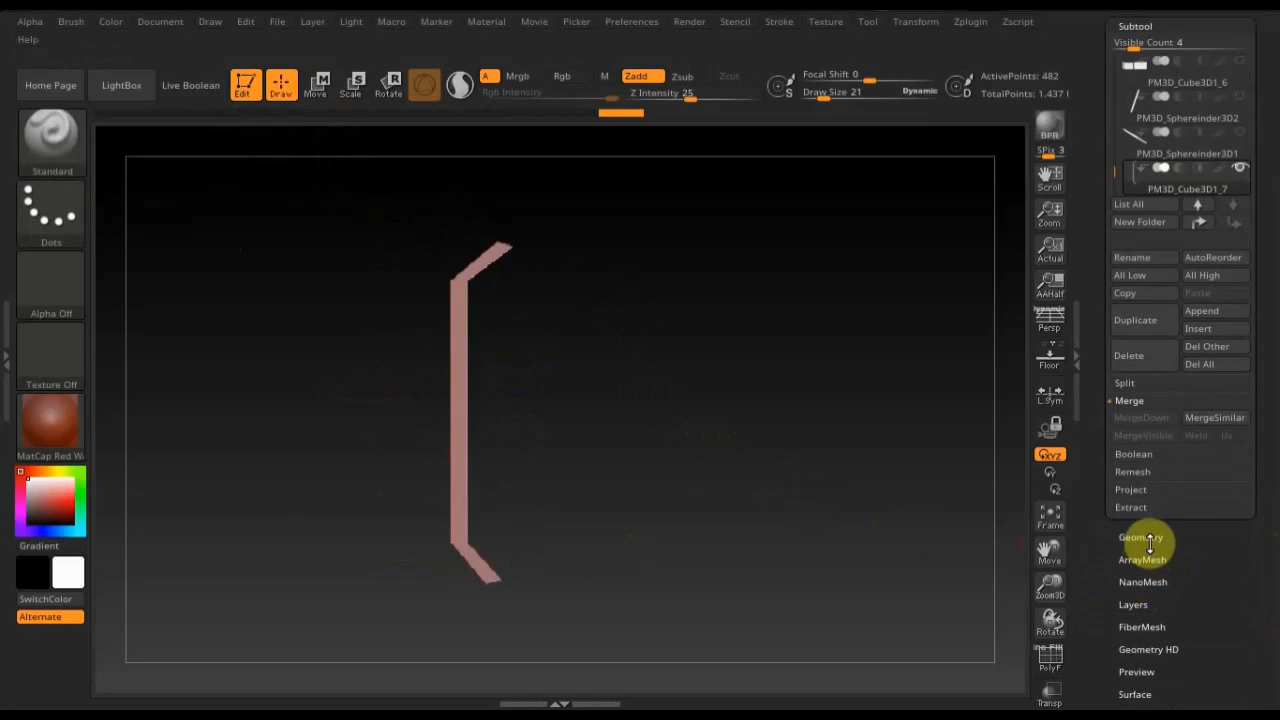 Alpha Brush Color Document Draw Edit File Layer Light Macro Marker Material Movie Picker Preferences Render Stencil Stroke Texture Tool Transform Zplugin Zscript
Help
Home Page
LightBox
Live Boolean
Edit
Draw
Move
Scale
Rotate
A
Mrgb
Rgb
M
Rgb Intensity
Zadd
Zsub
Zcut
Z Intensity 25
S
Focal Shift 0
Draw Size 21
Dynamic
D
ActivePoints: 482
TotalPoints: 1.437
Standard
Dots
Alpha Off
Texture Off
MatCap Red W
Gradient
SwitchColor
Alternate
BPR
SPix 3
Scroll
Zoom
Actual
AAHalf
Persp
Floor
L.Sym
XYZ
Frame
Move
Zoom3D
Rotate
PolyF
Transp
Subtool
Visible Count 4
PM3D_Cube3D1_6
PM3D_Sphereinder3D2
PM3D_Sphereinder3D1
PM3D_Cube3D1_7
List All
New Folder
Rename AutoReorder
All Low All High
Copy Paste
Duplicate
Append
Insert
Delete
Del Other
Del All
Split
Merge
MergeDown MergeSimilar
MergeVisible Weld Uv
Boolean
Remesh
Project
Extract
Geometry
ArrayMesh
NanoMesh
Layers
FiberMesh
Geometry HD
Preview
Surface